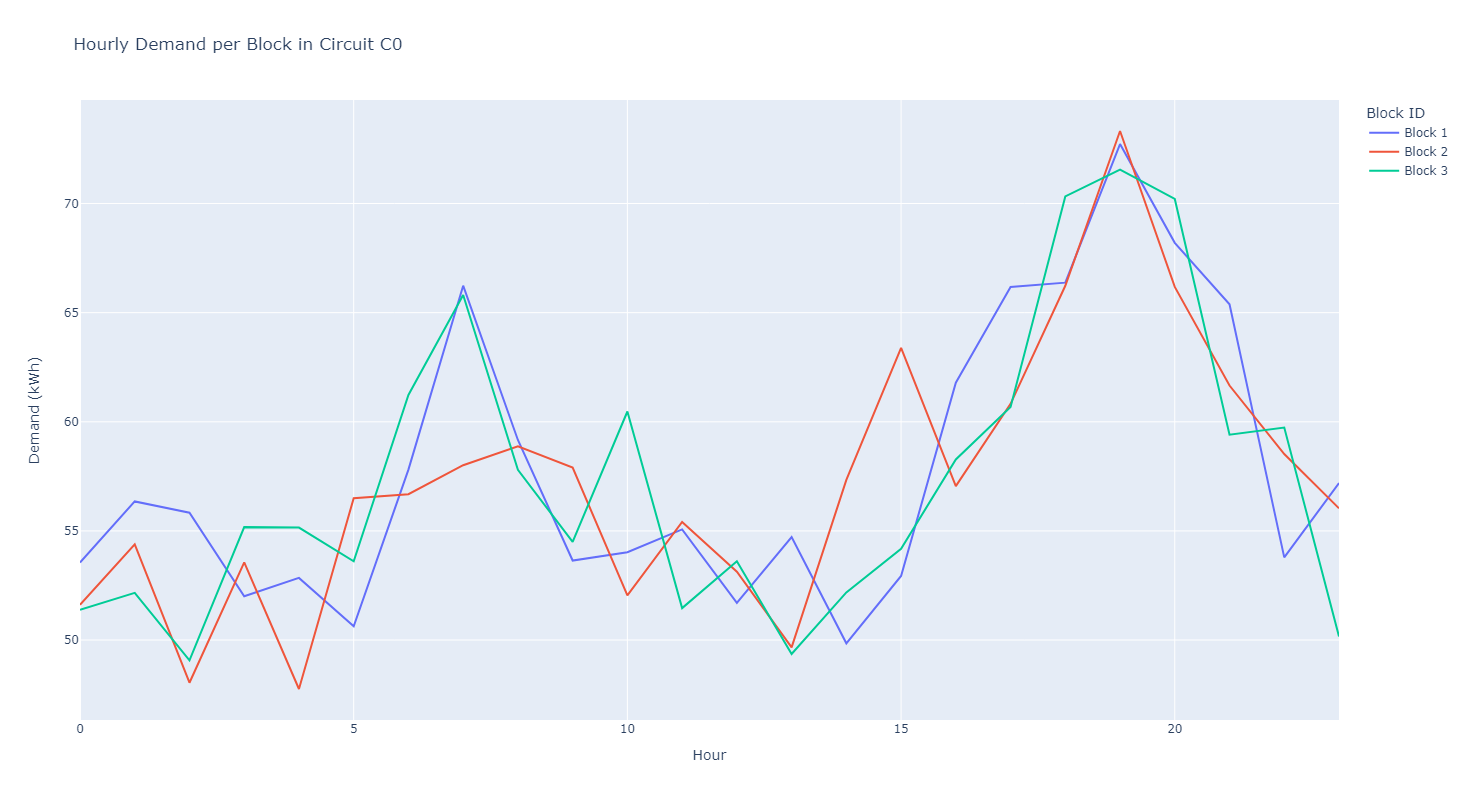 Hourly Demand per Block in Circuit C0
Block ID
Block 1
Block 2
Block 3
Demand (kWh)
70
65
60
55
50
0 5 10 15 20
Hour